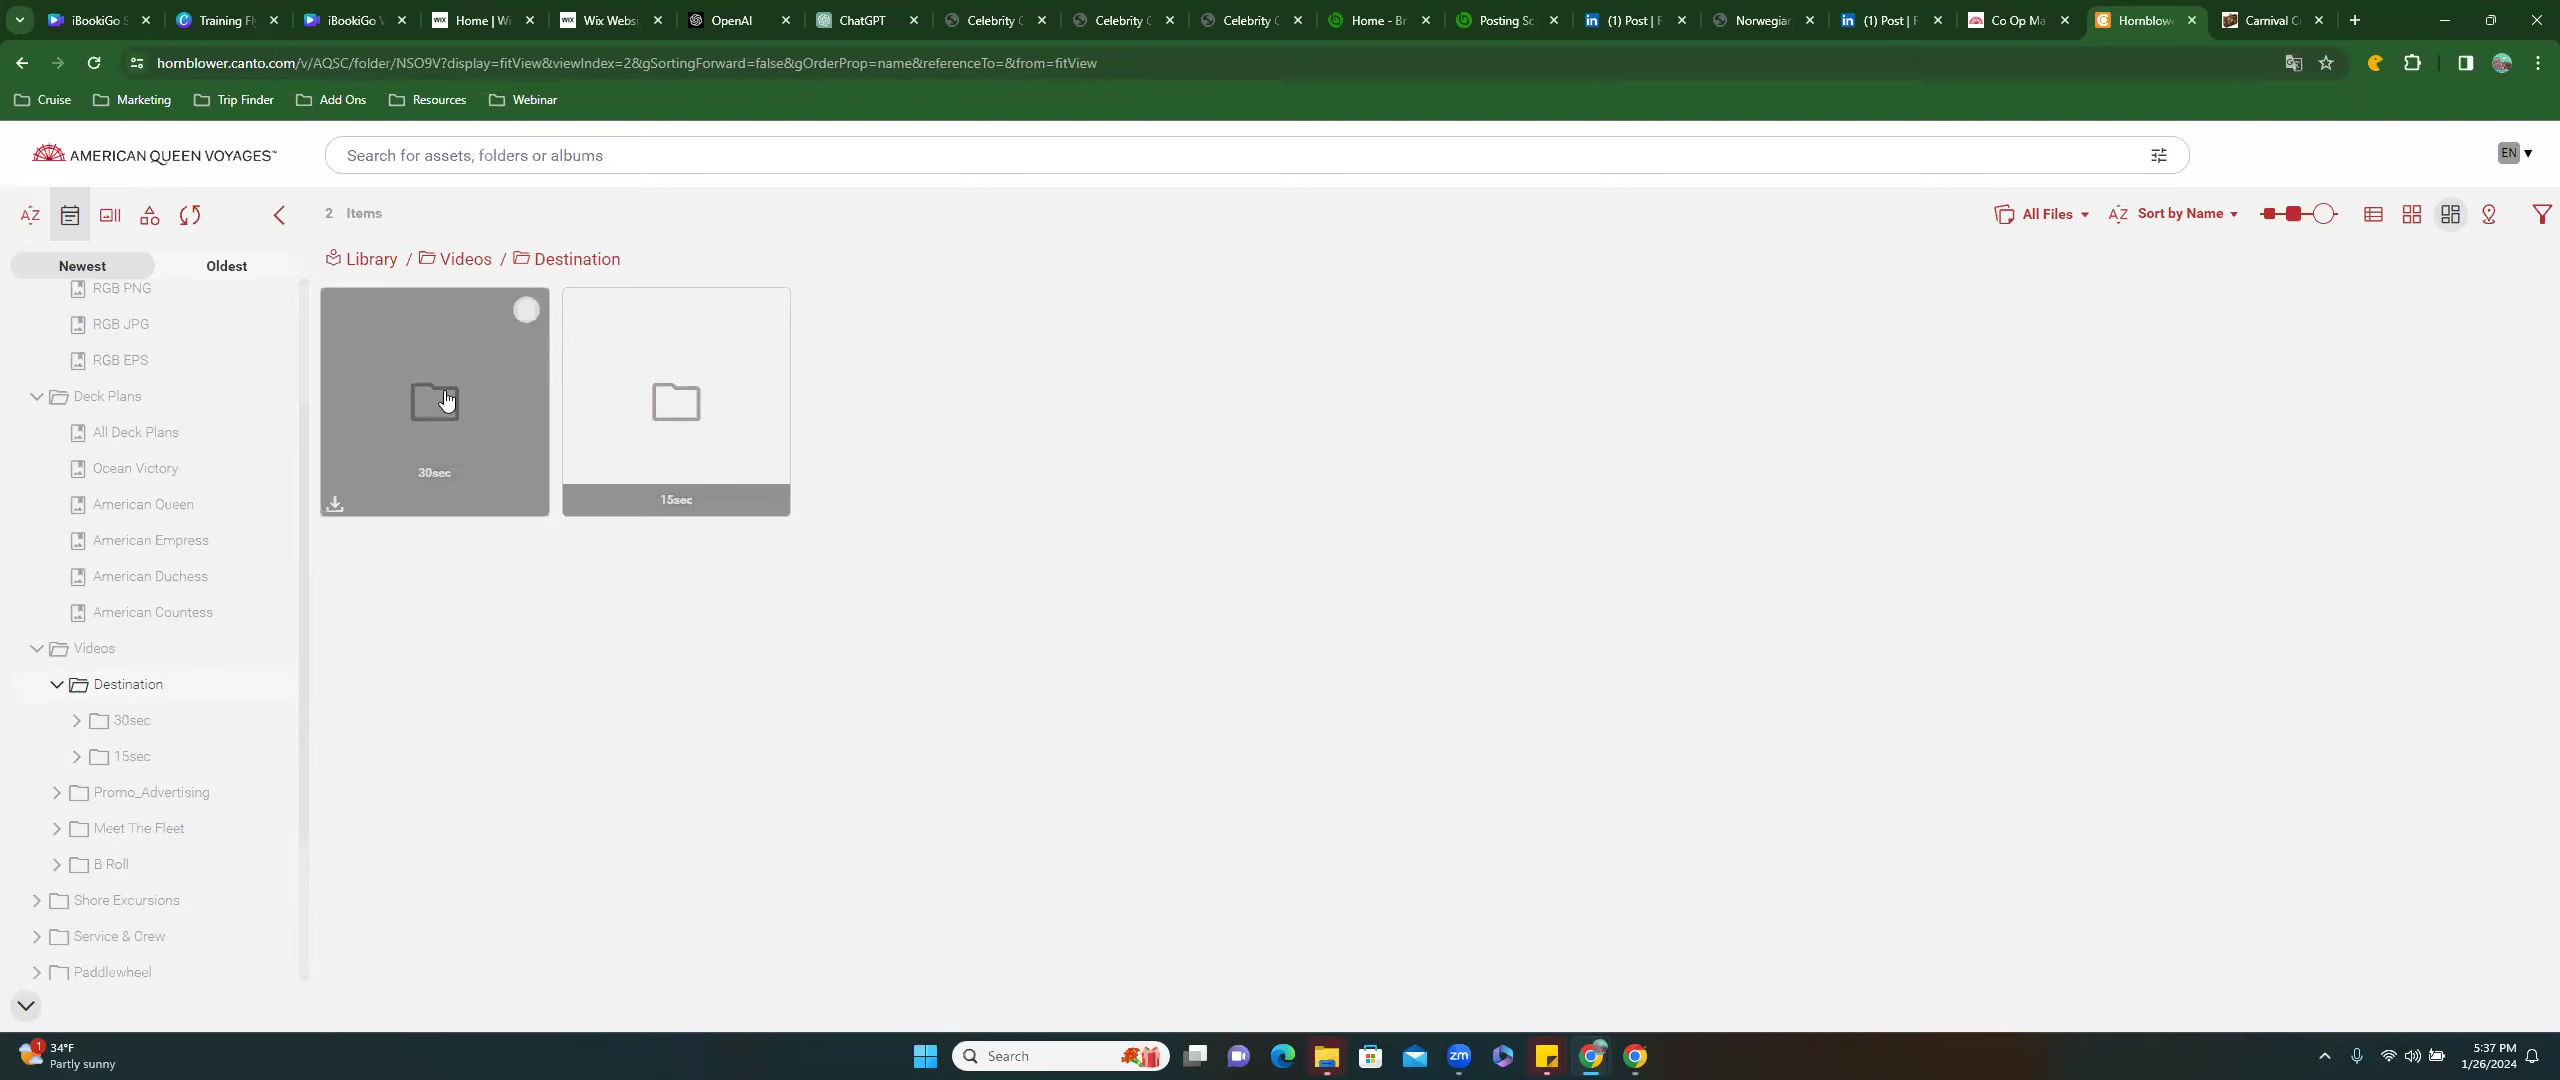 iBookiGo S
Training Fl
iBookiGo V
Home | Wi
Wix Websi
OpenAI
ChatGPT
Celebrity C
Celebrity C
Celebrity C
Home - Br
Posting Sc
(1) Post | F
Norwegian
(1) Post | F
Co Op Ma
Hornblow
Carnival C
hornblower.canto.com/v/AQSC/folder/NSO9V?display=fitView&viewIndex=2&gSortingForward=false&gOrderProp=name&referenceTo=&from=fitView
Cruise
Marketing
Trip Finder
Add Ons
Resources
Webinar
AMERICAN QUEEN VOYAGES™
Search for assets, folders or albums
EN
2 Items
All Files
Sort by Name
Library / Videos / Destination
Newest
Oldest
RGB PNG
RGB JPG
RGB EPS
Deck Plans
All Deck Plans
Ocean Victory
American Queen
American Empress
American Duchess
American Countess
Videos
Destination
30sec
15sec
Promo_Advertising
Meet The Fleet
B Roll
Shore Excursions
Service & Crew
Paddlewheel
30sec
15sec
1
34°F
Partly sunny
Search
zm
5:37 PM
1/26/2024